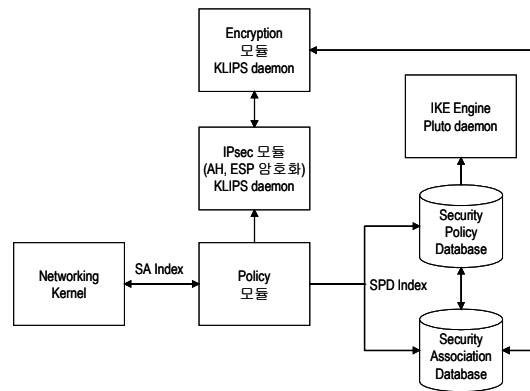 Encryption
모듈
KLIPS daemon
IKE Engine
Pluto daemon
IPsec 모듈
(AH, ESP 암호화)
KLIPS daemon
Security
Policy
Database
Networking
Kernel
SA Index
Policy
모듈
SPD Index
Security
Association
Database